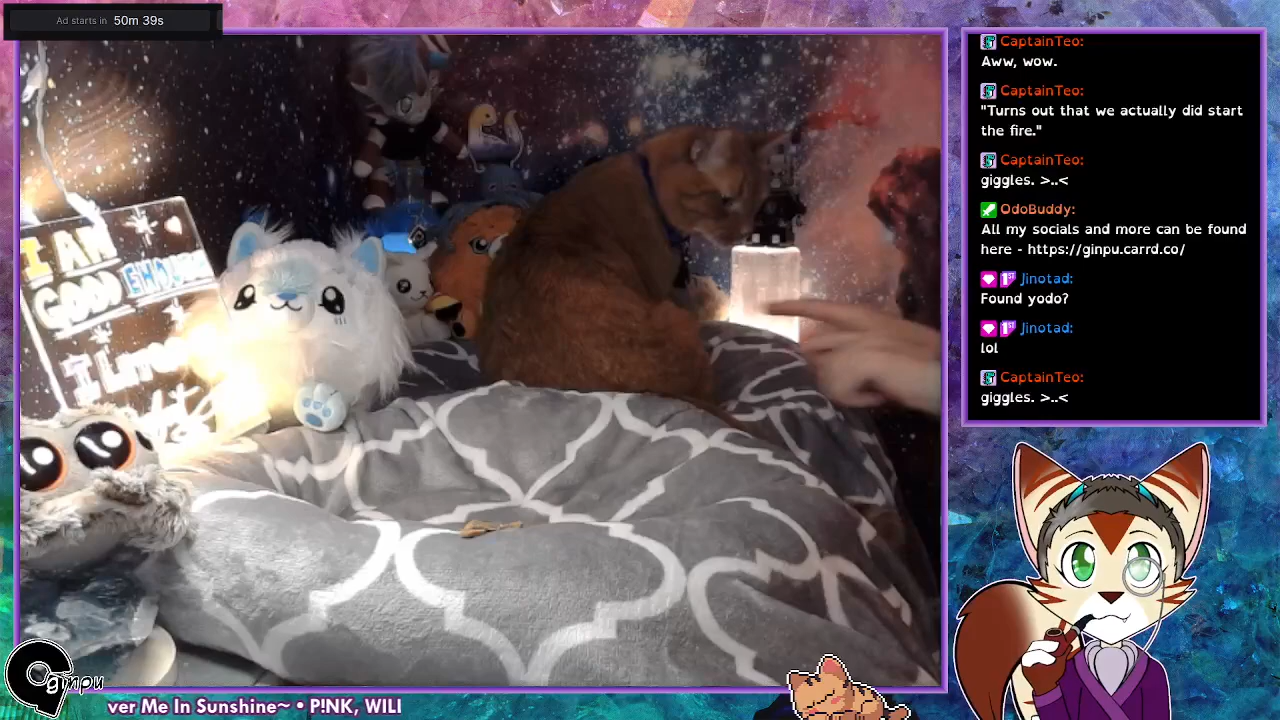 Ad starts in 50m 39s
CaptainTeo:
Aww, wow.
CaptainTeo:
"Turns out that we actually did start
the fire."
CaptainTeo:
giggles. >..<
OdoBuddy:
All my socials and more can be found
here - https://ginpu.carrd.co/
Jinotad:
Found yodo?
Jinotad:
lol
CaptainTeo:
giggles. >..<
I AM
GOOD ENOUGH
ginpu
ver Me In Sunshine~ • P!NK, WILI